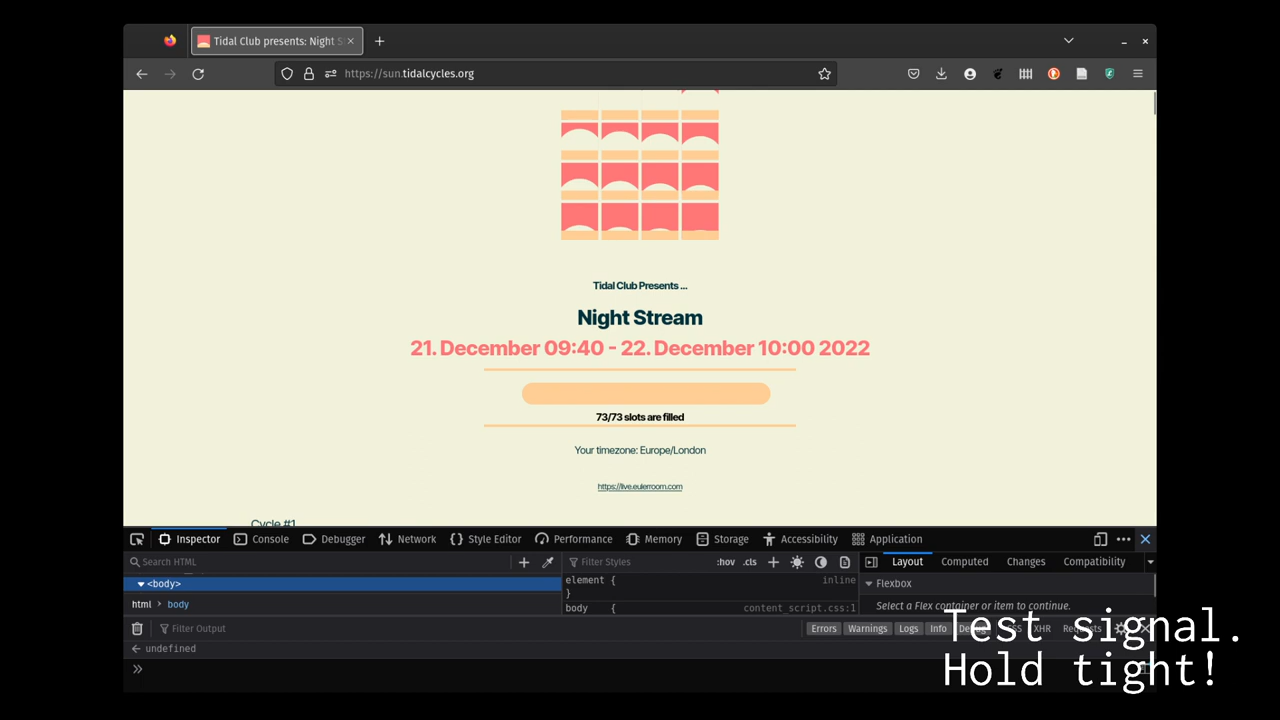 Tidal Club presents: Night S
https://sun.tidalcycles.org
Tidal Club Presents ...
Night Stream
21. December 09:40 - 22. December 10:00 2022
73/73 slots are filled
Your timezone: Europe/London
https://live.eulerroom.com
Cycle #1
Inspector Console Debugger Network Style Editor Performance Memory Storage Accessibility Application
Search HTML
Filter Styles :hov .cls
Layout Computed Changes Compatibility
<body>
element { inline
}
Flexbox
html > body
body { content_script.css:1
Select a Flex container or item to continue.
Filter Output Errors Warnings Logs Info XHR
undefined
Test signal.
Hold tight!